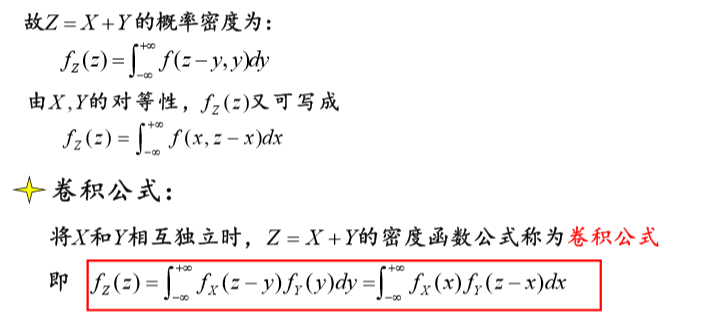 故Z = X + Y的概率密度为：
f_Z(z) = ∫_{-∞}^{+∞} f(z − y, y)dy
由X,Y的对等性，f_Z(z)又可写成
f_Z(z) = ∫_{-∞}^{+∞} f(x, z − x)dx
卷积公式：
将X和Y相互独立时，Z = X + Y的密度函数公式称为卷积公式
即 f_Z(z) = ∫_{-∞}^{+∞} f_X(z − y)f_Y(y)dy = ∫_{-∞}^{+∞} f_X(x)f_Y(z − x)dx